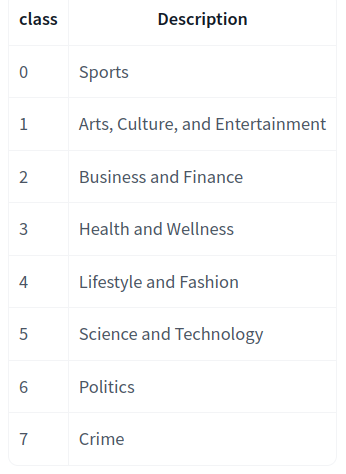 class Description
0 Sports
1 Arts, Culture, and Entertainment
2 Business and Finance
3 Health and Wellness
4 Lifestyle and Fashion
5 Science and Technology
6 Politics
7 Crime